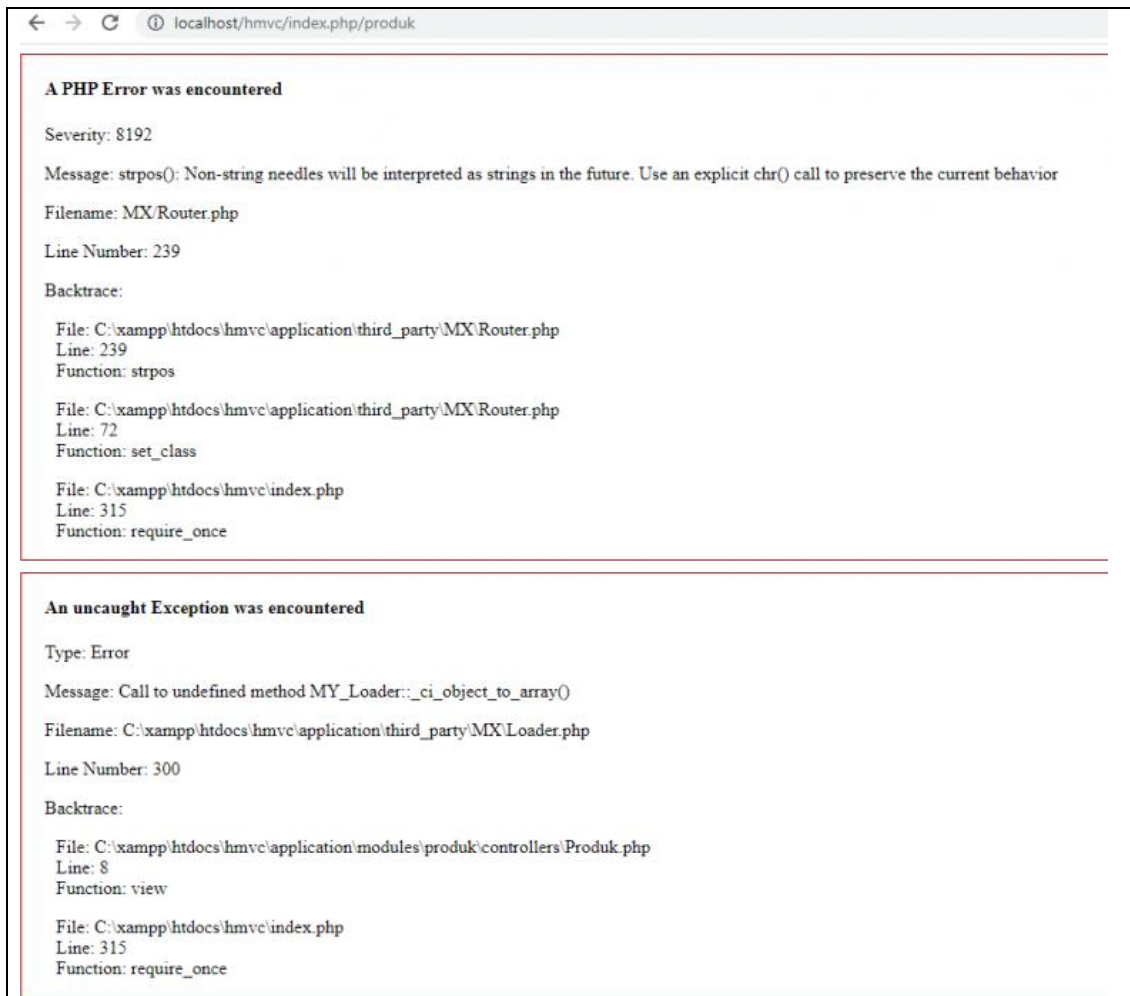 localhost/hmvc/index.php/produk
A PHP Error was encountered
Severity: 8192
Message: strpos(): Non-string needles will be interpreted as strings in the future. Use an explicit chr() call to preserve the current behavior
Filename: MX/Router.php
Line Number: 239
Backtrace:
File: C:\xampp\htdocs\hmvc\application\third_party\MX\Router.php
Line: 239
Function: strpos
File: C:\xampp\htdocs\hmvc\application\third_party\MX\Router.php
Line: 72
Function: set_class
File: C:\xampp\htdocs\hmvc\index.php
Line: 315
Function: require_once
An uncaught Exception was encountered
Type: Error
Message: Call to undefined method MY_Loader::_ci_object_to_array()
Filename: C:\xampp\htdocs\hmvc\application\third_party\MX\Loader.php
Line Number: 300
Backtrace:
File: C:\xampp\htdocs\hmvc\application\modules\produk\controllers\Produk.php
Line: 8
Function: view
File: C:\xampp\htdocs\hmvc\index.php
Line: 315
Function: require_once